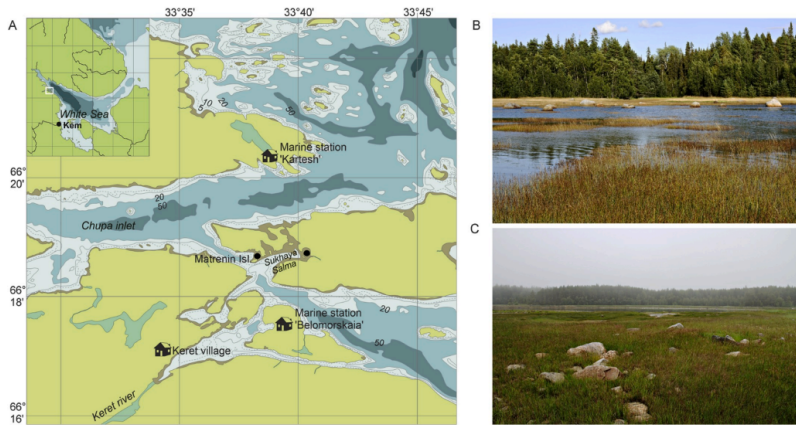 A
33°35'
33°40'
33°45'
White Sea
Kem
5
10
20
50
Marine station
'Kartesh'
66°
20'
20
50
Chupa inlet
Matrenin Isl.
Sukhaya
Salma
66°
18'
Marine station
'Belomorskaia'
20
50
Keret village
Keret river
66°
16'
B
C